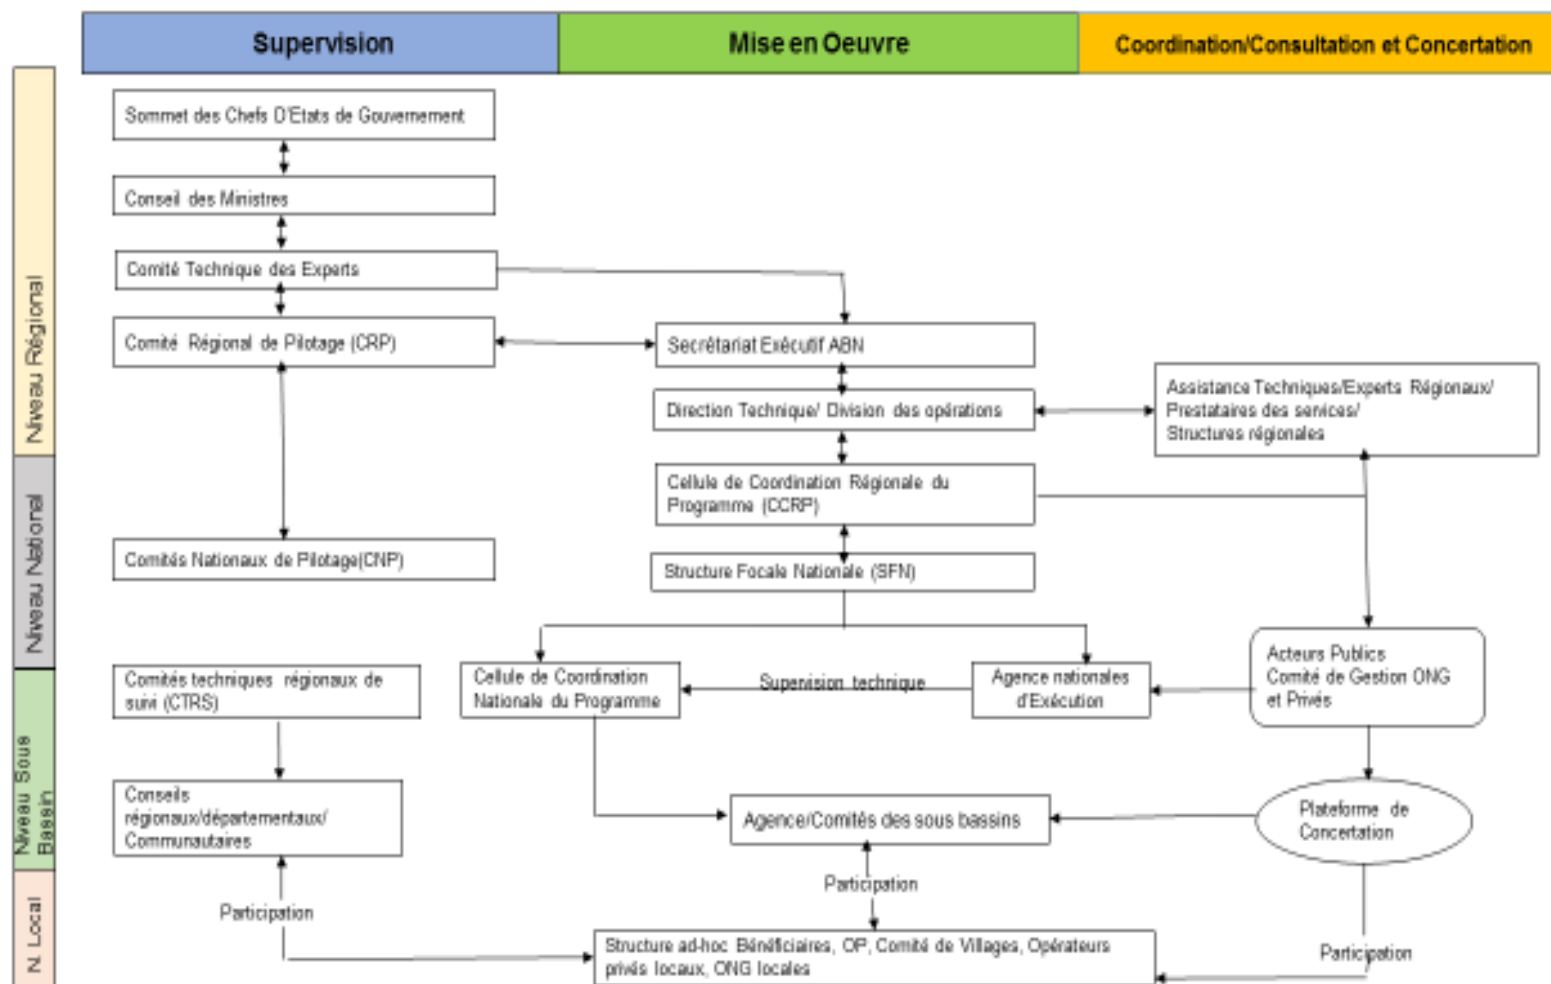 Supervision
Mise en Oeuvre
Coordination/Consultation et Concertation
Niveau Régional
Sommet des Chefs D'Etats de Gouvernement
Conseil des Ministres
Comité Technique des Experts
Comité Régional de Pilotage (CRP)
Secrétariat Exécutif ABN
Direction Technique/ Division des opérations
Assistance Techniques/Experts Régionaux/
Prestataires des services/
Structures régionales
Niveau National
Cellule de Coordination Régionale du
Programme (CCRP)
Comités Nationaux de Pilotage(CNP)
Structure Focale Nationale (SFN)
Acteurs Publics
Comité de Gestion ONG
et Privés
Niveau Sous
Bassin
Comités techniques régionaux de
suivi (CTRS)
Cellule de Coordination
Nationale du Programme
Supervision technique
Agence nationales
d'Exécution
Conseils
régionaux/départementaux/
Communautaires
Agence/Comités des sous bassins
Plateforme de
Concertation
N. Local
Participation
Participation
Participation
Structure ad-hoc Bénéficiaires, OP, Comité de Villages, Opérateurs
privés locaux, ONG locales